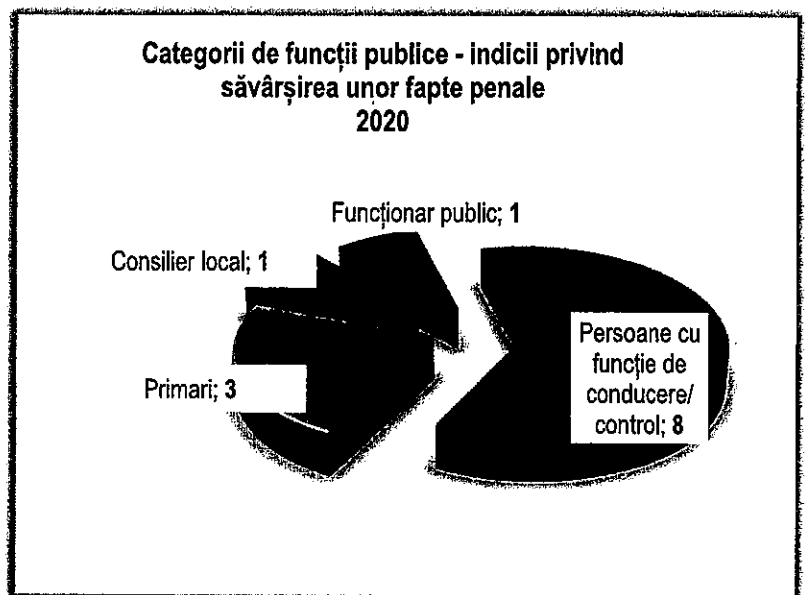 Categorii de funcții publice - indicii privind
săvârșirea unor fapte penale
2020
Funcționar public; 1
Consilier local; 1
Primari; 3
Persoane cu
funcție de
conducere/
control; 8